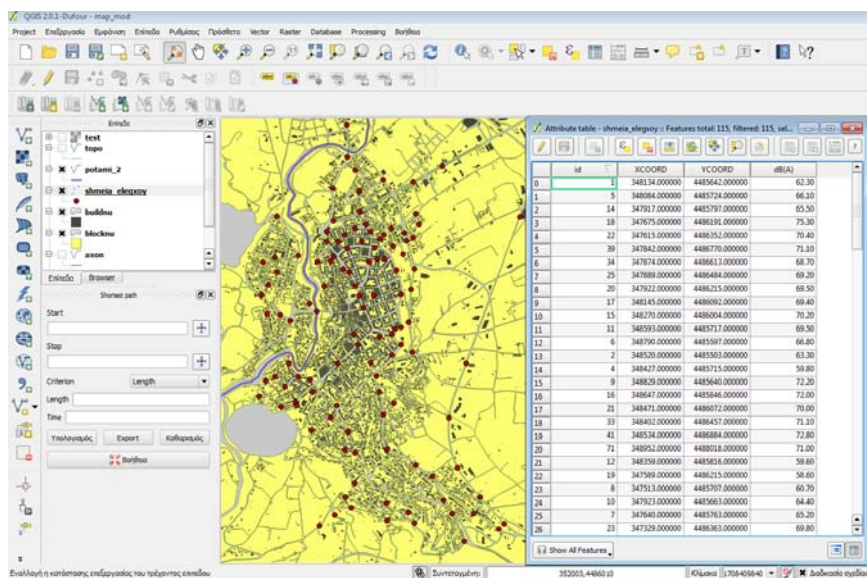 QGIS 2.0.1-Dufour - map_mod
Project Επεξεργασία Εμφάνιση Επίπεδο Ρυθμίσεις Πρόσθετα Vector Raster Database Processing Βοήθεια
Επίπεδα
test
topo
potami_2
shmeia_elegxoy
buildnu
blocknu
axon
Επίπεδα Browser
Shortest path
Start
Stop
Criterion Length
Length
Time
Υπολογισμός Export Καθαρισμός
Βοήθεια
Attribute table - shmeia_elegxoy :: Features total: 115, filtered: 115, sel...
id XCOORD YCOORD dB(A)
0 1 348134.000000 4485642.000000 62.30
1 5 348084.000000 4485724.000000 66.10
2 14 347917.000000 4485797.000000 65.50
3 18 347675.000000 4486191.000000 75.30
4 22 347615.000000 4486352.000000 70.40
5 39 347842.000000 4486770.000000 71.10
6 34 347874.000000 4486613.000000 68.70
7 25 347889.000000 4486484.000000 69.20
8 20 347922.000000 4486215.000000 69.50
9 17 348145.000000 4486092.000000 69.40
10 15 348270.000000 4486004.000000 70.20
11 11 348593.000000 4485717.000000 69.50
12 6 348790.000000 4485597.000000 66.80
13 2 348520.000000 4485503.000000 63.30
14 4 348427.000000 4485715.000000 59.80
15 9 348829.000000 4485640.000000 72.20
16 16 348647.000000 4485846.000000 72.00
17 21 348471.000000 4486072.000000 70.00
18 33 348402.000000 4486457.000000 71.10
19 41 348534.000000 4486884.000000 72.80
20 71 348952.000000 4488018.000000 71.00
21 12 348359.000000 4485816.000000 59.60
22 19 347589.000000 4486215.000000 58.60
23 8 347513.000000 4485707.000000 60.70
24 10 347923.000000 4485663.000000 64.40
25 7 347640.000000 4485763.000000 65.20
26 23 347329.000000 4486363.000000 69.80
Show All Features
Εναλλαγή η κατάστασης επεξεργασίας του τρέχοντος επιπέδου Συντεταγμένη: 352003,4486010 Κλίμακα 1708409840 Διαδικασία σχεδίασ